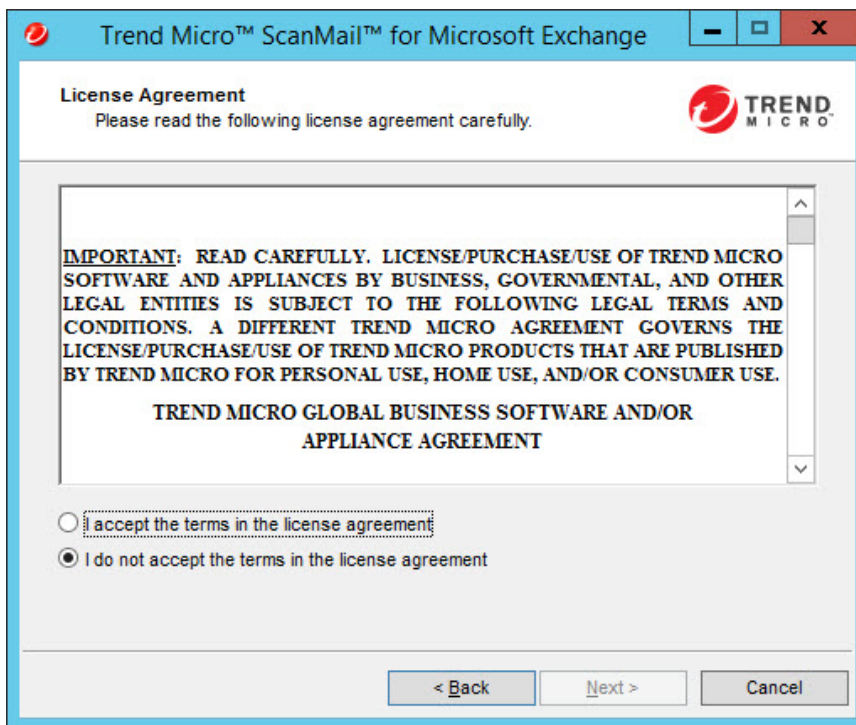 Trend Micro™ ScanMail™ for Microsoft Exchange
License Agreement
Please read the following license agreement carefully.
TREND
MICRO™
IMPORTANT: READ CAREFULLY. LICENSE/PURCHASE/USE OF TREND MICRO
SOFTWARE AND APPLIANCES BY BUSINESS, GOVERNMENTAL, AND OTHER
LEGAL ENTITIES IS SUBJECT TO THE FOLLOWING LEGAL TERMS AND
CONDITIONS. A DIFFERENT TREND MICRO AGREEMENT GOVERNS THE
LICENSE/PURCHASE/USE OF TREND MICRO PRODUCTS THAT ARE PUBLISHED
BY TREND MICRO FOR PERSONAL USE, HOME USE, AND/OR CONSUMER USE.
TREND MICRO GLOBAL BUSINESS SOFTWARE AND/OR
APPLIANCE AGREEMENT
I accept the terms in the license agreement
I do not accept the terms in the license agreement
< Back
Next >
Cancel